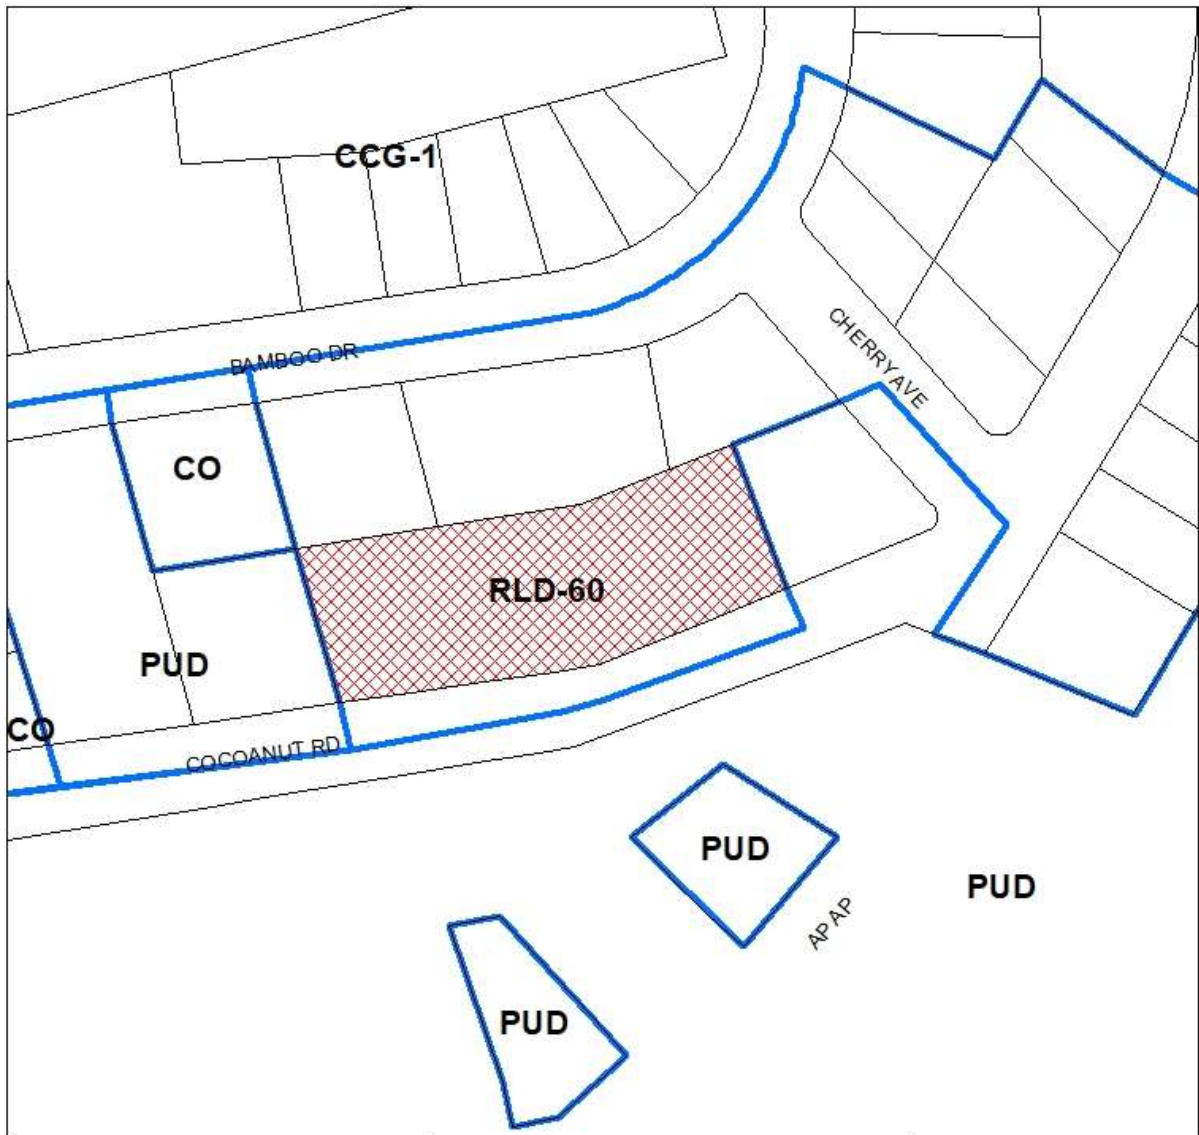 CCG-1
BAMBOO DR
CHERRY AVE
CO
RLD-60
PUD
CO
COCOANUT RD
PUD
PUD
AP AP
PUD